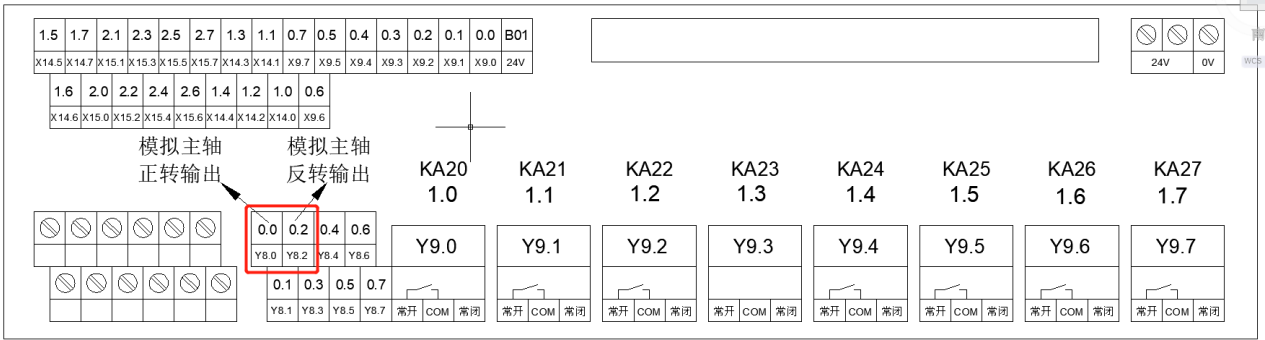 1.5 1.7 2.1 2.3 2.5 2.7 1.3 1.1 0.7 0.5 0.4 0.3 0.2 0.1 0.0 B01
X14.5 X14.7 X15.1 X15.3 X15.5 X15.7 X14.3 X14.1 X9.7 X9.5 X9.4 X9.3 X9.2 X9.1 X9.0 24V
24V 0V
WCS
1.6 2.0 2.2 2.4 2.6 1.4 1.2 1.0 0.6
X14.6 X15.0 X15.2 X15.4 X15.6 X14.4 X14.2 X14.0 X9.6
模拟主轴
正转输出
模拟主轴
反转输出
KA20 KA21 KA22 KA23 KA24 KA25 KA26 KA27
1.0 1.1 1.2 1.3 1.4 1.5 1.6 1.7
0.0 0.2 0.4 0.6
Y8.0 Y8.2 Y8.4 Y8.6
Y9.0 Y9.1 Y9.2 Y9.3 Y9.4 Y9.5 Y9.6 Y9.7
0.1 0.3 0.5 0.7
Y8.1 Y8.3 Y8.5 Y8.7
常开 COM 常闭 常开 COM 常闭 常开 COM 常闭 常开 COM 常闭 常开 COM 常闭 常开 COM 常闭 常开 COM 常闭 常开 COM 常闭